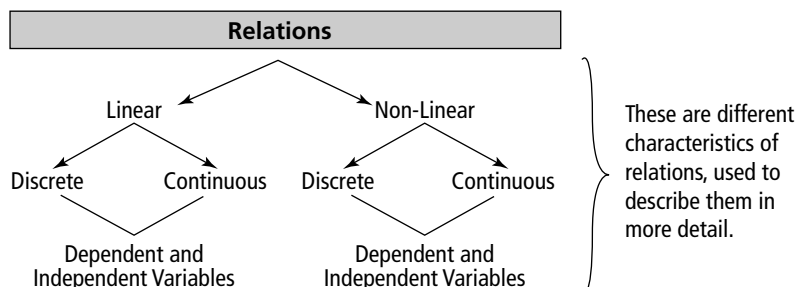 Relations
Linear
Non-Linear
Discrete
Continuous
Discrete
Continuous
Dependent and
Independent Variables
Dependent and
Independent Variables
These are different
characteristics of
relations, used to
describe them in
more detail.